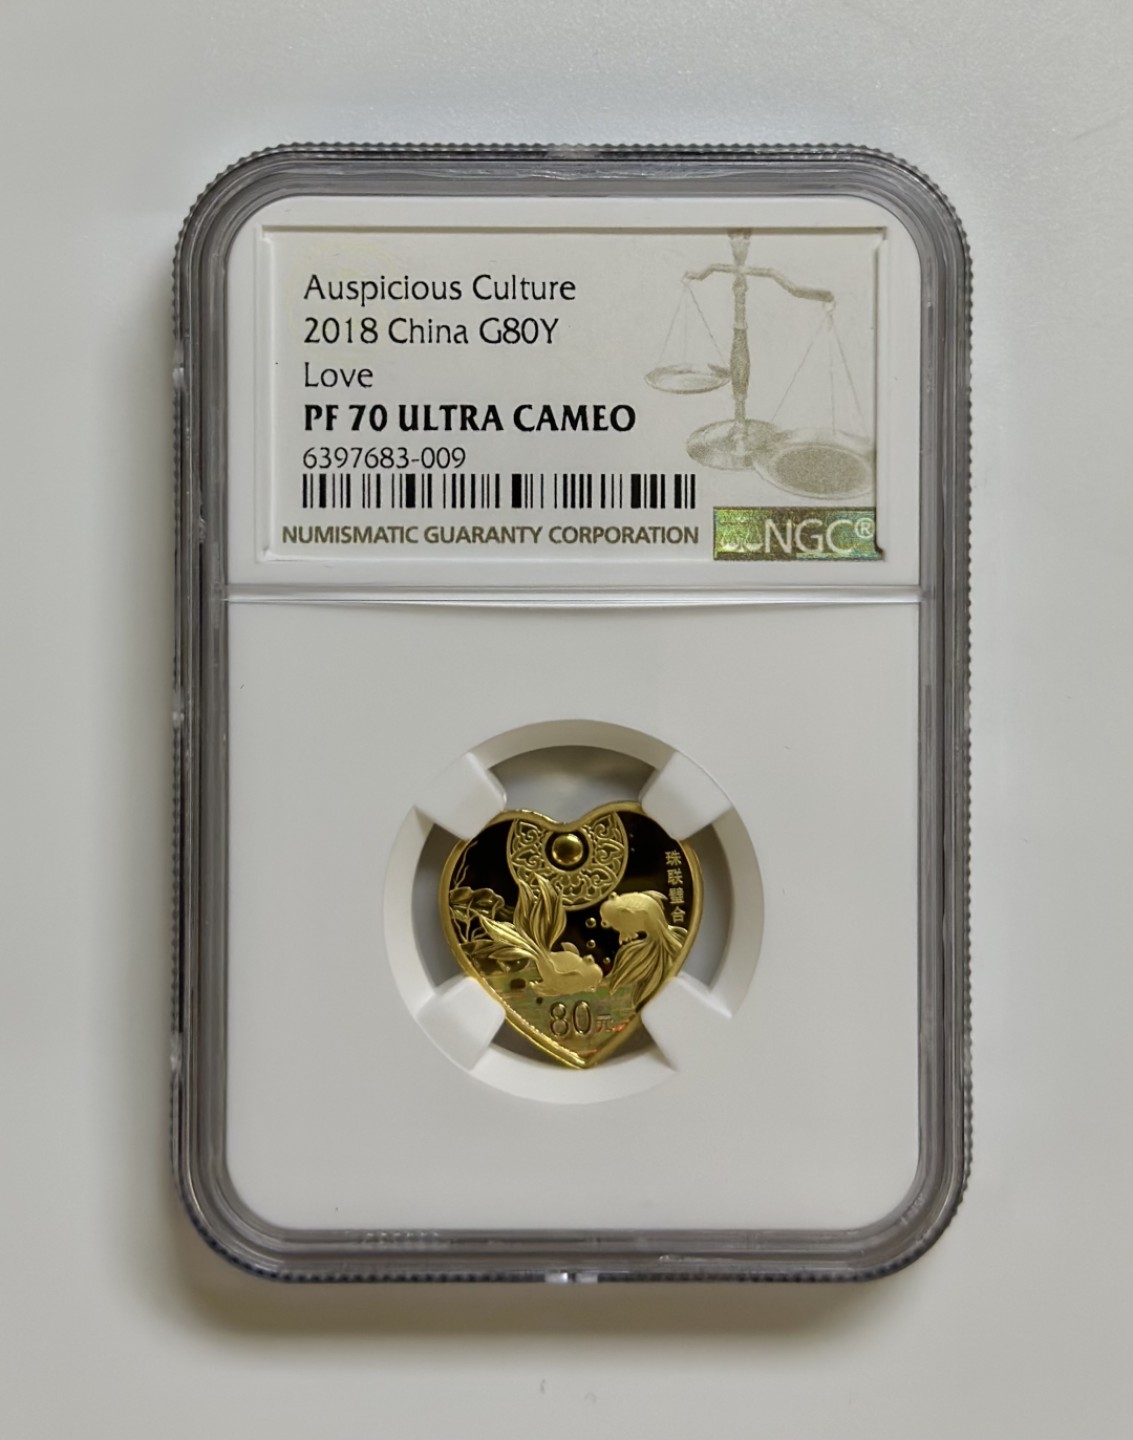 Auspicious Culture
2018 China G80Y
Love
PF 70 ULTRA CAMEO
6397683-009
NUMISMATIC GUARANTY CORPORATION
NGC®
珠联璧合
80元